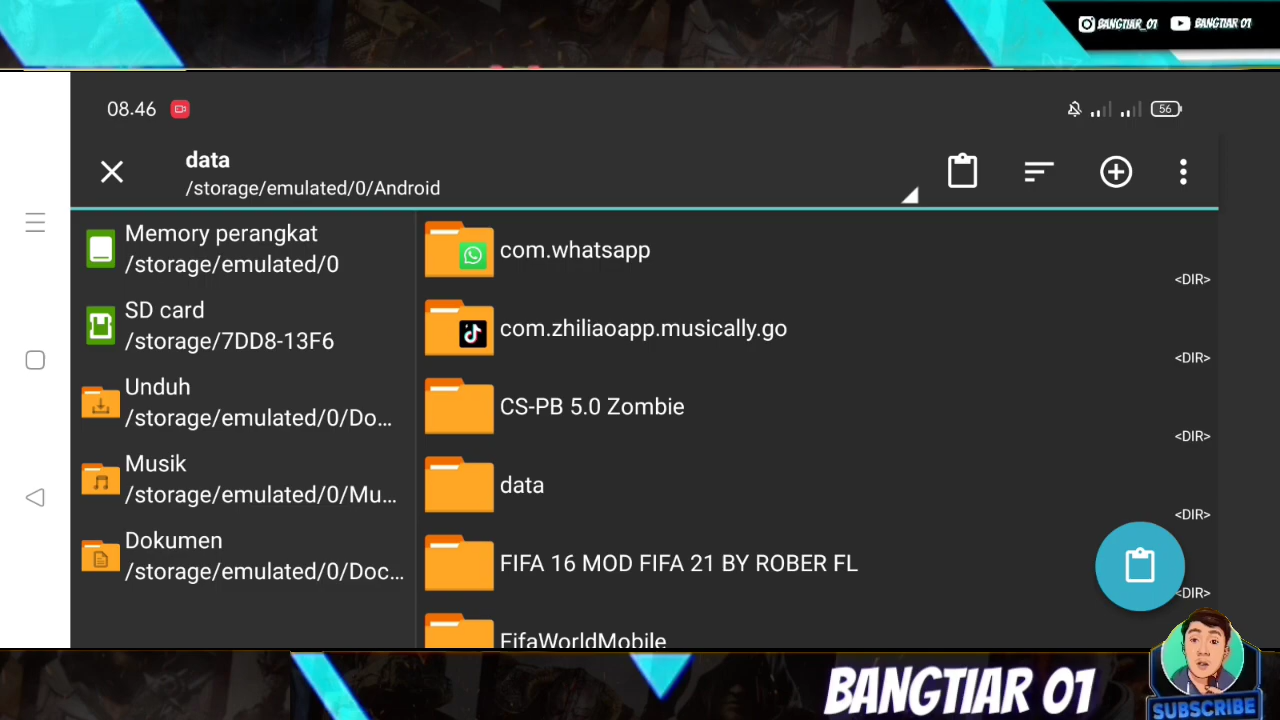 BANGTIAR_01 BANGTIAR 01
08.46 56
data
/storage/emulated/0/Android
Memory perangkat
/storage/emulated/0
SD card
/storage/7DD8-13F6
Unduh
/storage/emulated/0/Do...
Musik
/storage/emulated/0/Mu...
Dokumen
/storage/emulated/0/Doc...
com.whatsapp
<DIR>
com.zhiliaoapp.musically.go
<DIR>
CS-PB 5.0 Zombie
<DIR>
data
<DIR>
FIFA 16 MOD FIFA 21 BY ROBER FL
<DIR>
FifaWorldMobile
BANGTIAR 01
SUBSCRIBE